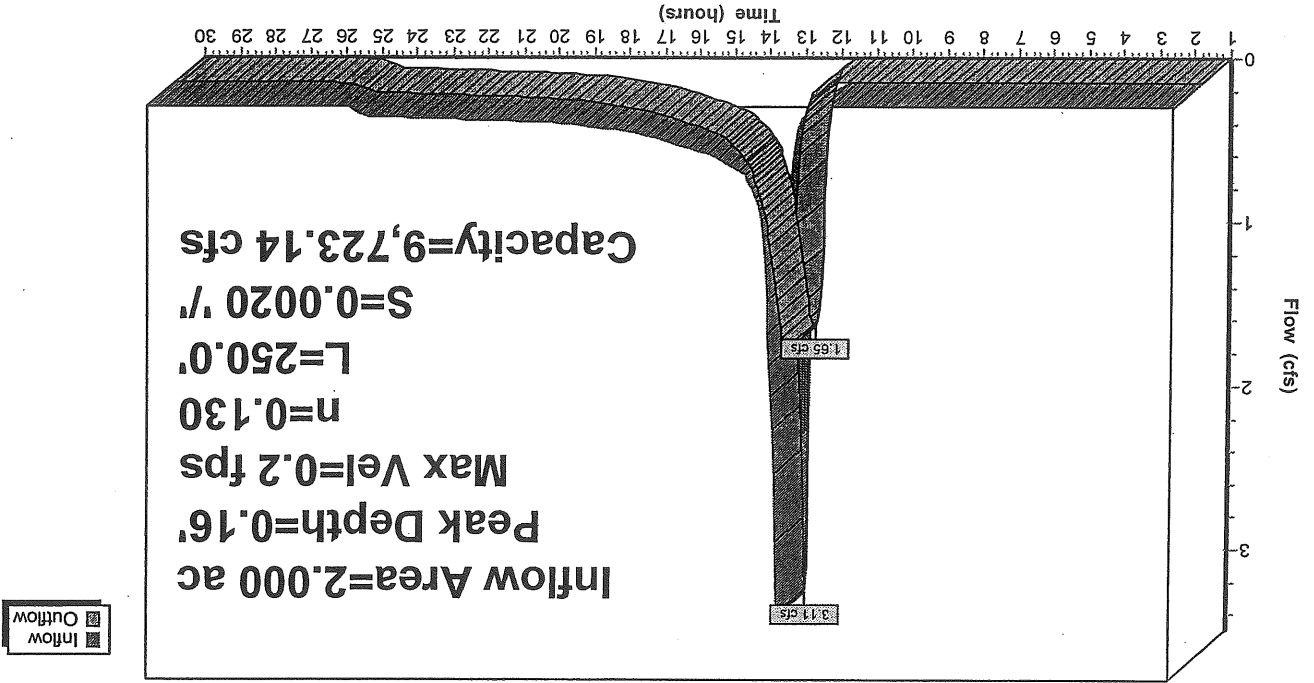 Inflow
Outflow
3.11 cfs
Inflow Area=2.000 ac
Peak Depth=0.16'
Max Vel=0.2 fps
n=0.130
L=250.0'
S=0.0020 '/'
Capacity=9,723.14 cfs
1.65 cfs
Flow (cfs)
3
2
1
0
1 2 3 4 5 6 7 8 9 10 11 12 13 14 15 16 17 18 19 20 21 22 23 24 25 26 27 28 29 30
Time (hours)